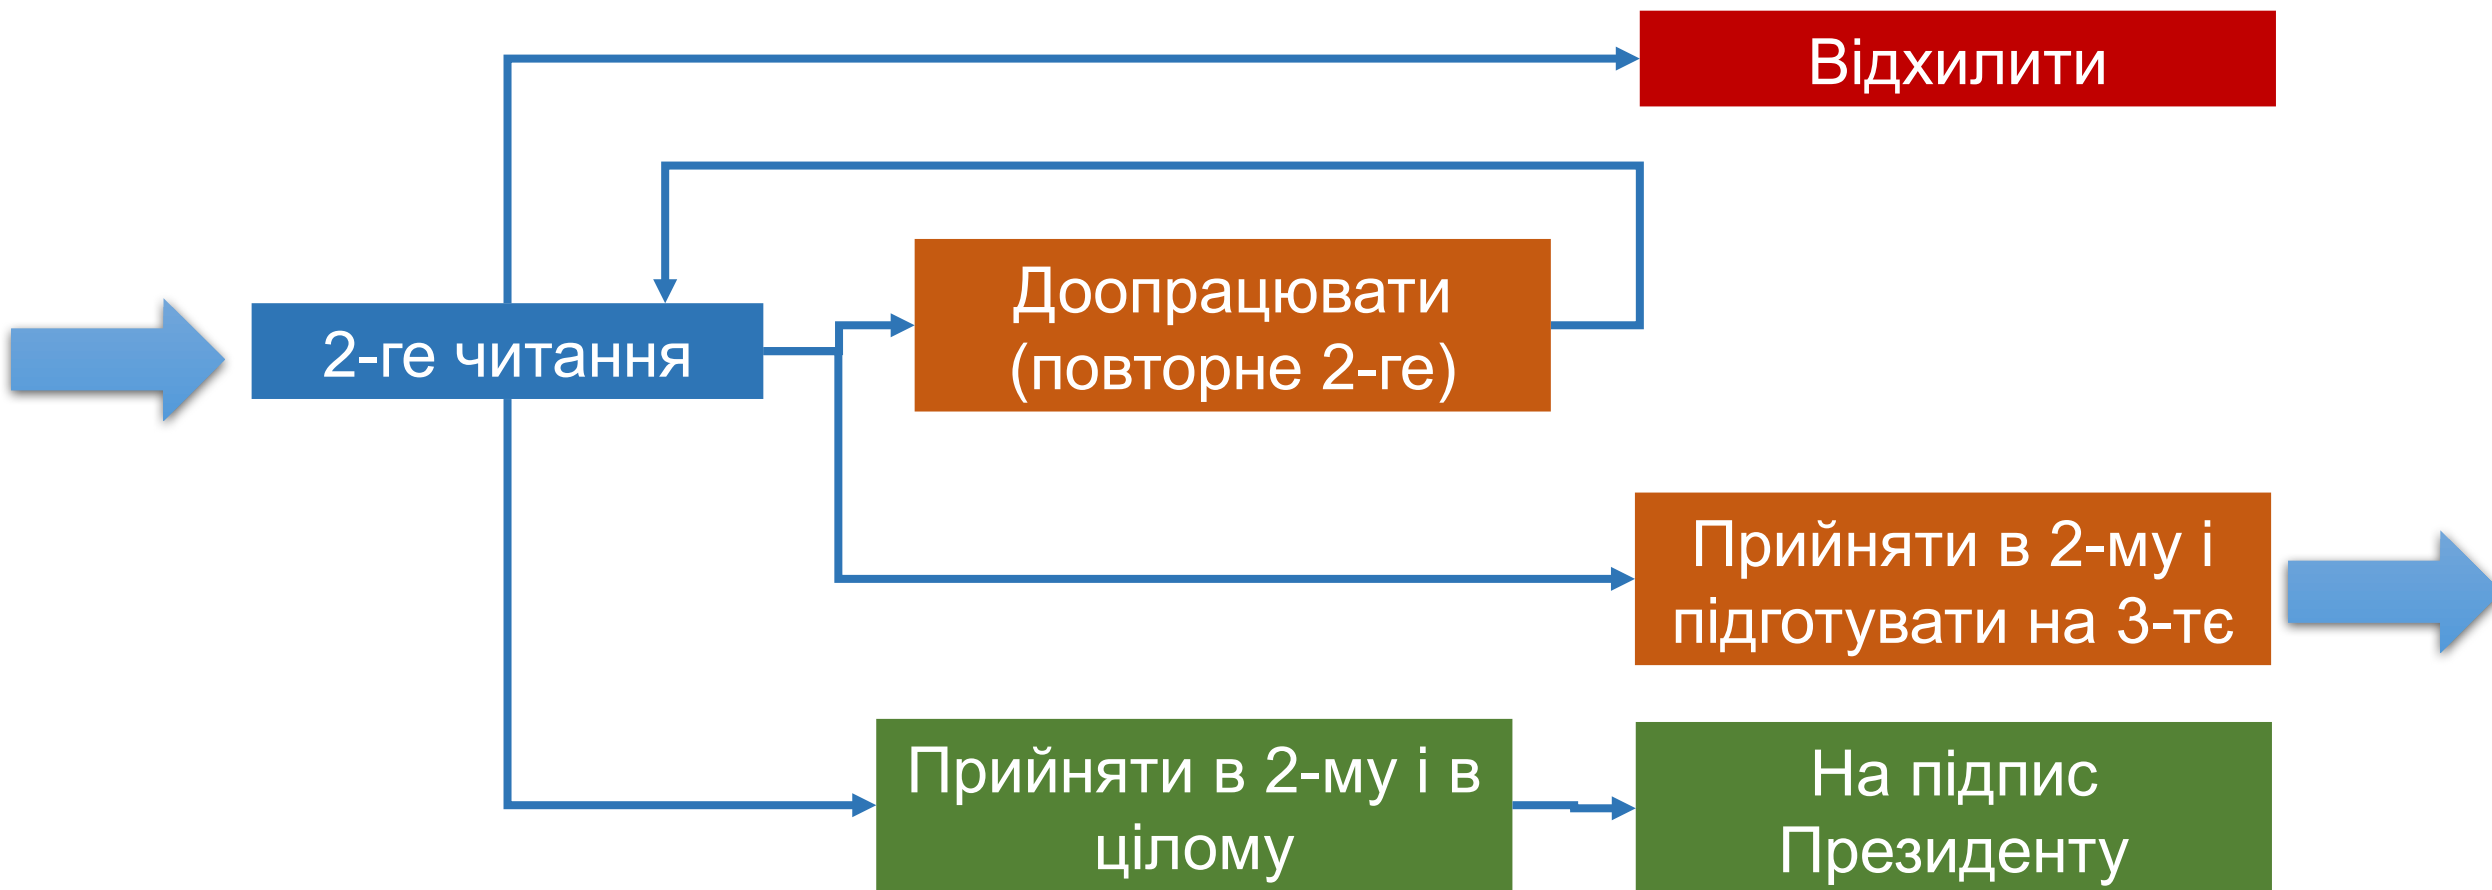 Відхилити
2-ге читання
Доопрацювати
(повторне 2-ге)
Прийняти в 2-му і
підготувати на 3-тє
Прийняти в 2-му і в
цілому
На підпис
Президенту